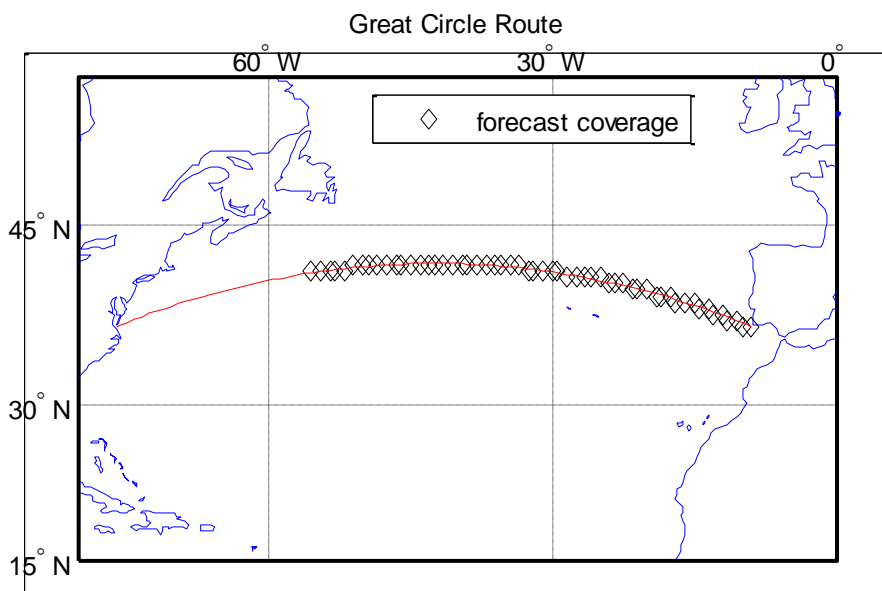 Great Circle Route
60° W 30° W 0°
forecast coverage
45° N
30° N
15° N